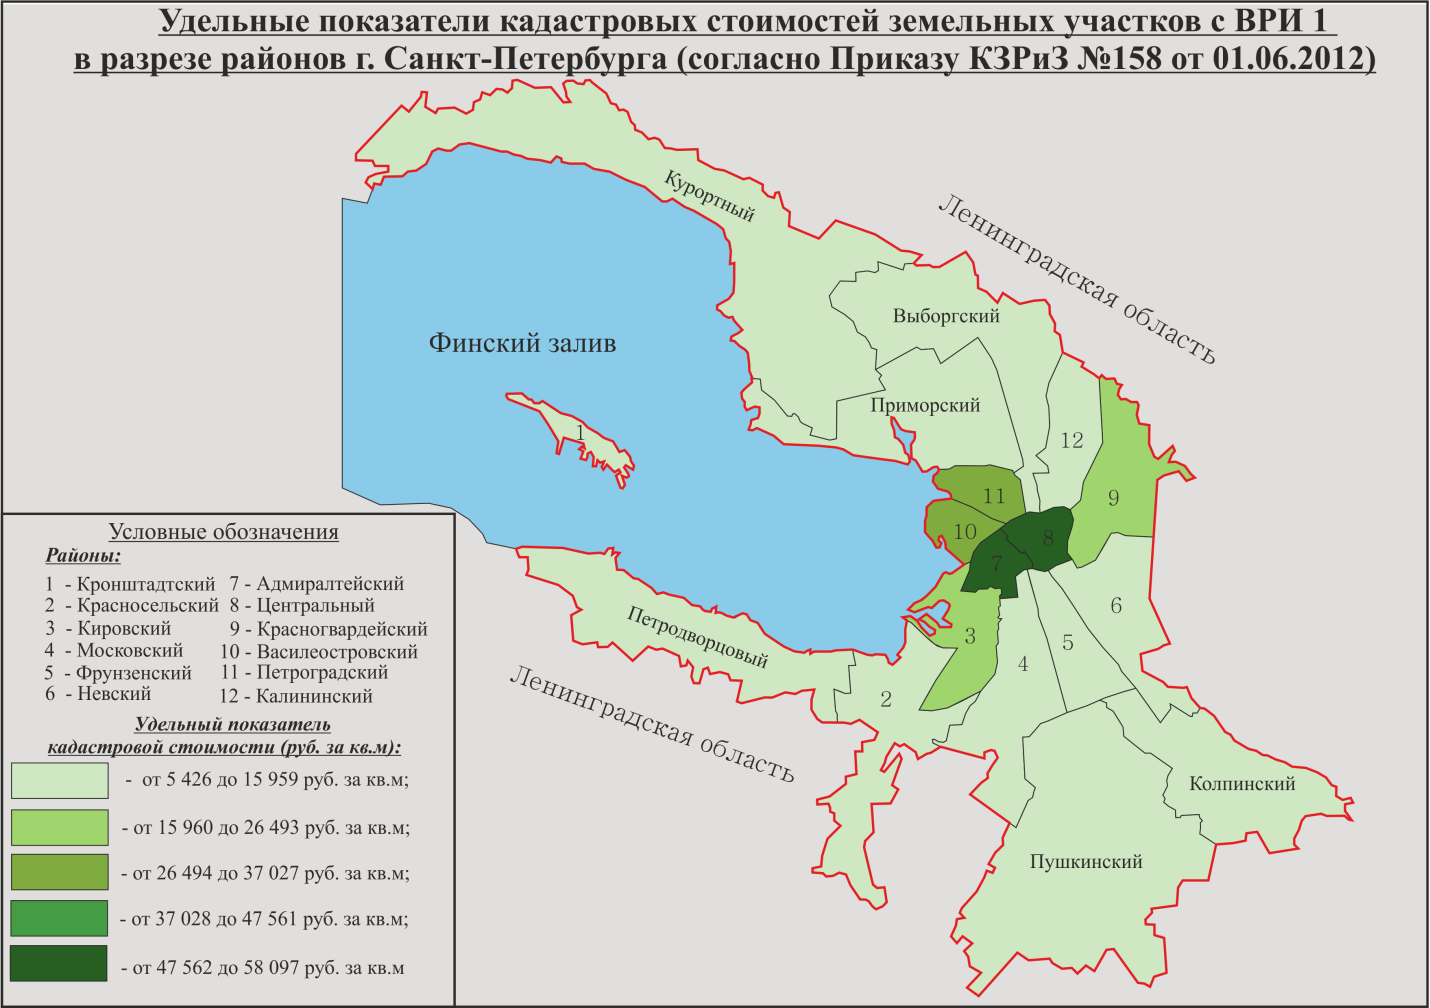 Удельные показатели кадастровых стоимостей земельных участков с ВРИ 1
в разрезе районов г. Санкт-Петербурга (согласно Приказу КЗРиЗ №158 от 01.06.2012)
Курортный
Ленинградская область
Выборгский
Финский залив
Приморский
1
12
9
11
10
8
7
6
3
5
4
2
Петродворцовый
Ленинградская область
Колпинский
Пушкинский
Условные обозначения
Районы:
1 - Кронштадтский 7 - Адмиралтейский
2 - Красносельский 8 - Центральный
3 - Кировский 9 - Красногвардейский
4 - Московский 10 - Василеостровский
5 - Фрунзенский 11 - Петроградский
6 - Невский 12 - Калининский
Удельный показатель
кадастровой стоимости (руб. за кв.м):
- от 5 426 до 15 959 руб. за кв.м;
- от 15 960 до 26 493 руб. за кв.м;
- от 26 494 до 37 027 руб. за кв.м;
- от 37 028 до 47 561 руб. за кв.м;
- от 47 562 до 58 097 руб. за кв.м